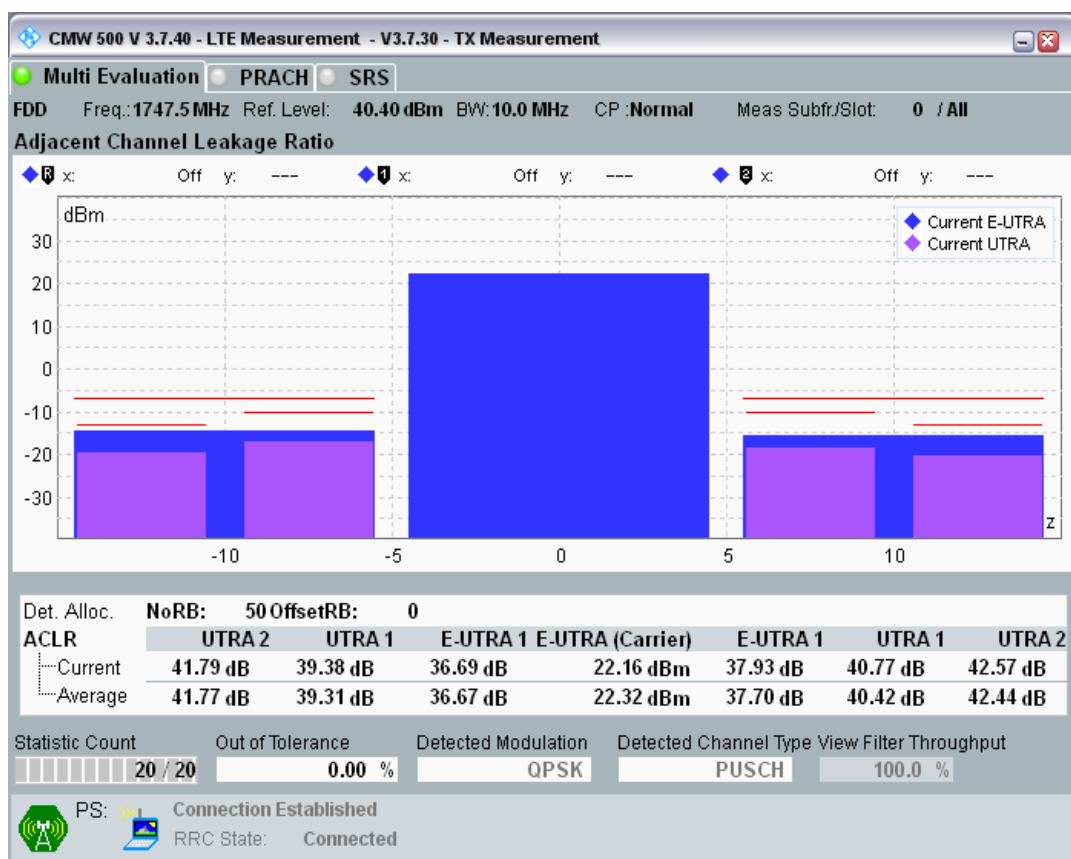 CMW 500 V 3.7.40 - LTE Measurement - V3.7.30 - TX Measurement
Multi Evaluation PRACH SRS
FDD Freq.: 1747.5 MHz Ref. Level: 40.40 dBm BW: 10.0 MHz CP :Normal Meas Subfr./Slot: 0 / All
Adjacent Channel Leakage Ratio
R x: Off y: --- 1 x: Off y: --- 2 x: Off y: ---
dBm
Current E-UTRA
Current UTRA
30
20
10
0
-10
-20
-30
z
-10 -5 0 5 10
Det. Alloc. NoRB: 50 OffsetRB: 0
ACLR UTRA 2 UTRA 1 E-UTRA 1 E-UTRA (Carrier) E-UTRA 1 UTRA 1 UTRA 2
Current 41.79 dB 39.38 dB 36.69 dB 22.16 dBm 37.93 dB 40.77 dB 42.57 dB
Average 41.77 dB 39.31 dB 36.67 dB 22.32 dBm 37.70 dB 40.42 dB 42.44 dB
Statistic Count Out of Tolerance Detected Modulation Detected Channel Type View Filter Throughput
20 / 20 0.00 % QPSK PUSCH 100.0 %
PS: Connection Established
RRC State: Connected